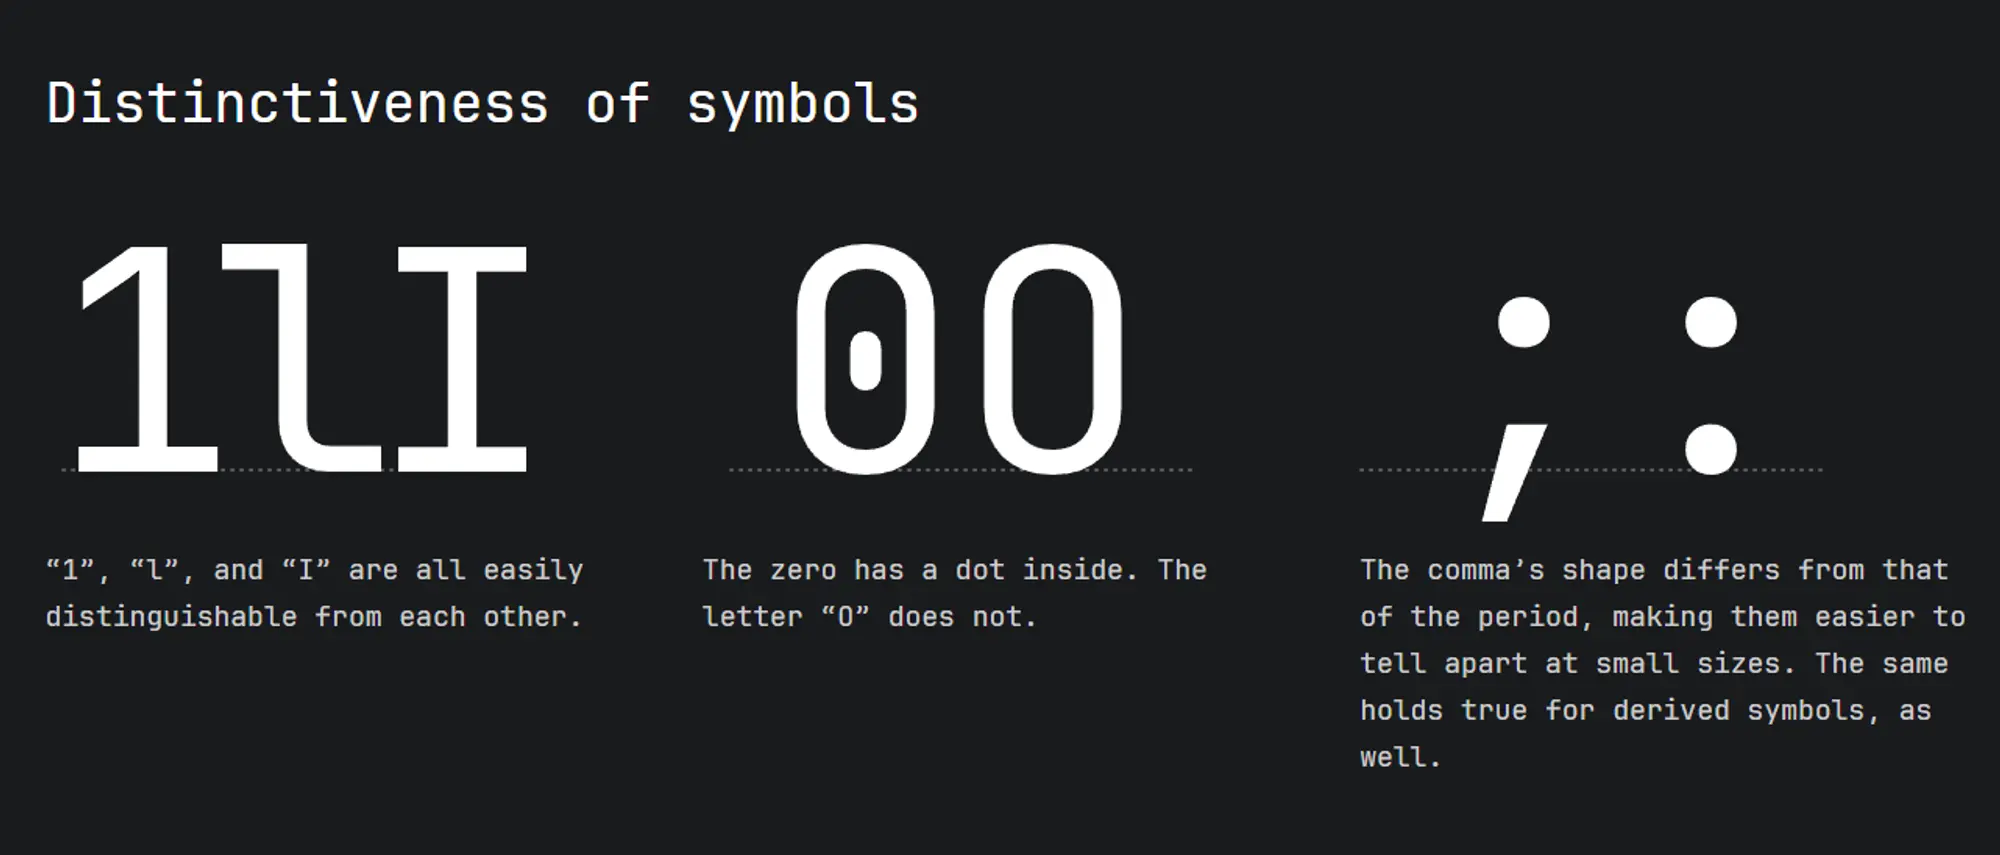 Distinctiveness of symbols
1lI
0O
; :
“1”, “l”, and “I” are all easily
distinguishable from each other.
The zero has a dot inside. The
letter “O” does not.
The comma’s shape differs from that
of the period, making them easier to
tell apart at small sizes. The same
holds true for derived symbols, as
well.